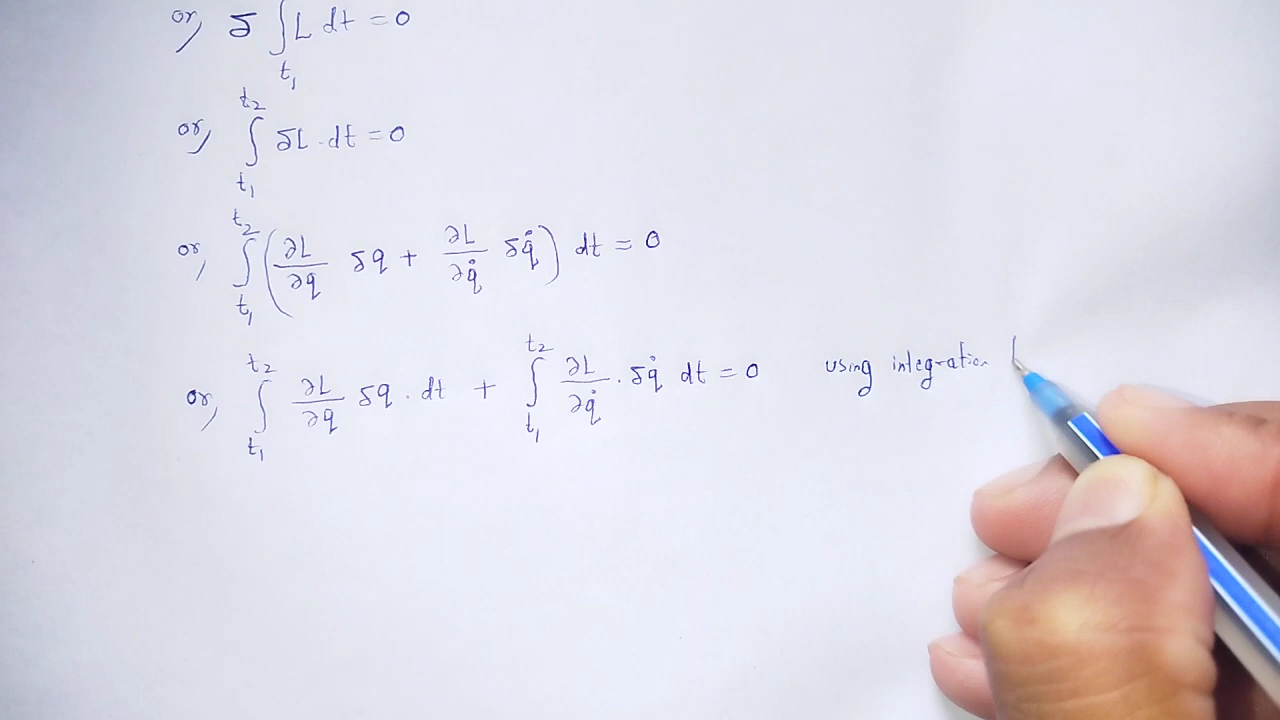 or, δ ∫t₁ L dt = 0
or, ∫t₁^t₂ δL · dt = 0
or, ∫t₁^t₂ (∂L/∂q δq + ∂L/∂q̇ δq̇) dt = 0
or, ∫t₁^t₂ ∂L/∂q δq · dt + ∫t₁^t₂ ∂L/∂q̇ · δq̇ dt = 0 using integration